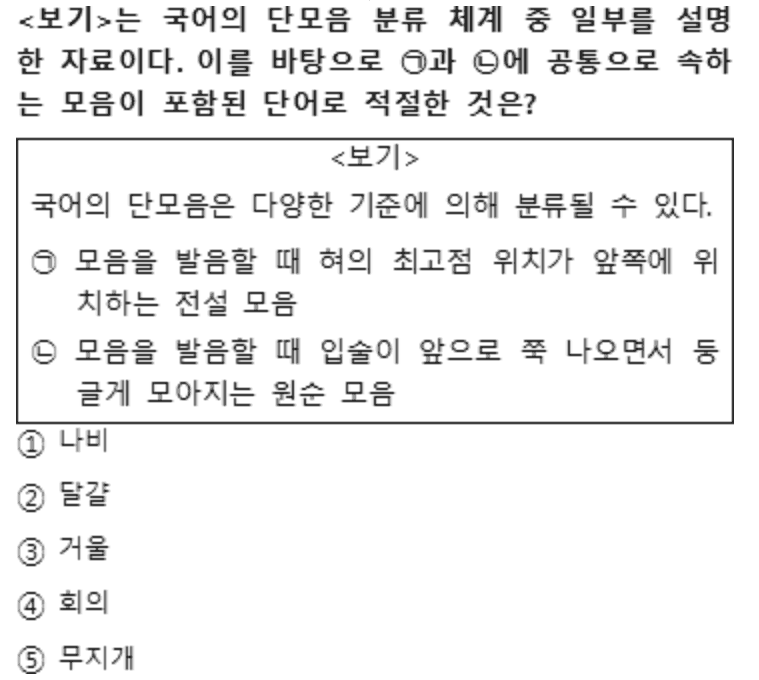 <보기>는 국어의 단모음 분류 체계 중 일부를 설명
한 자료이다. 이를 바탕으로 ㉠과 ㉡에 공통으로 속하
는 모음이 포함된 단어로 적절한 것은?
<보기>
국어의 단모음은 다양한 기준에 의해 분류될 수 있다.
㉠ 모음을 발음할 때 혀의 최고점 위치가 앞쪽에 위
치하는 전설 모음
㉡ 모음을 발음할 때 입술이 앞으로 쭉 나오면서 둥
글게 모아지는 원순 모음
① 나비
② 달걀
③ 거울
④ 회의
⑤ 무지개